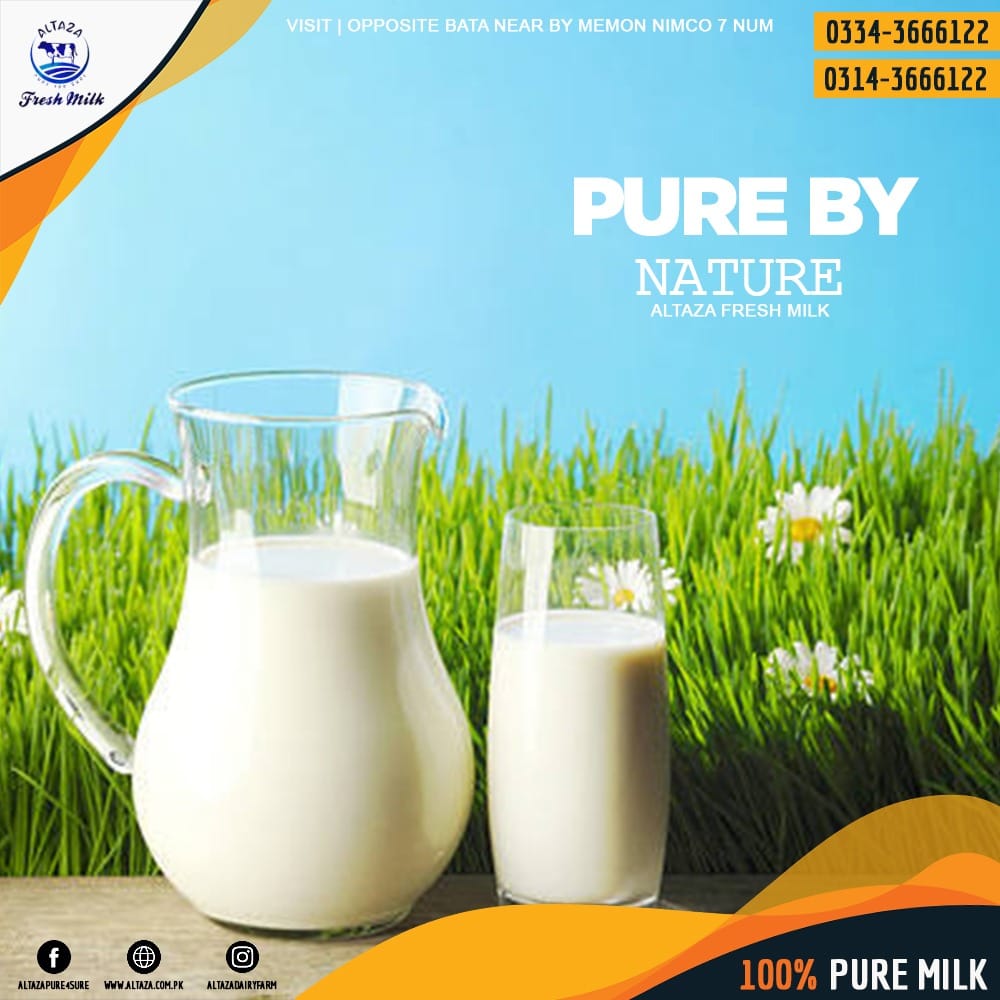 ALTAZA
Fresh Milk
VISIT | OPPOSITE BATA NEAR BY MEMON NIMCO 7 NUM
0334-3666122
0314-3666122
PURE BY
NATURE
ALTAZA FRESH MILK
ALTAZAPURE4SURE
WWW.ALTAZA.COM.PK
ALTAZADAIRYFARM
100% PURE MILK